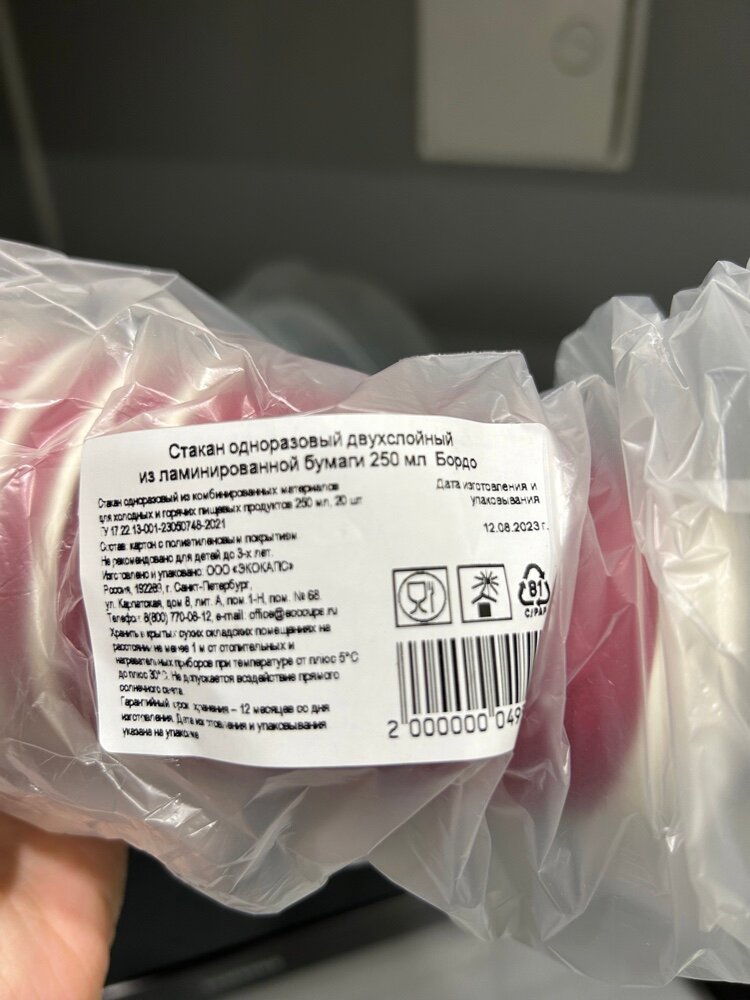 Стакан одноразовый двухслойный
из ламинированной бумаги 250 мл Бордо
Стакан одноразовый из комбинированных материалов
для холодных и горячих пищевых продуктов 250 мл, 20 шт
ТУ 17.22.13-001-23050748-2021
Состав: картон с полиэтиленовым покрытием
Не рекомендовано для детей до 3-х лет.
Изготовлено и упаковано: ООО «ЭКОКАПС»
Россия, г. Санкт-Петербург,
ул. Карпатская, дом 8, лит. А, пом. 1-Н, пом. № 68
Телефон: 8(800) 770-08-12, e-mail: office@ecocups.ru
Хранить в крытых сухих складских помещениях на
расстоянии не менее 1 м от отопительных и
нагревательных приборов при температуре от плюс 5°C
до плюс 30°C. Не допускается воздействие прямого
солнечного света.
Гарантийный срок хранения – 12 месяцев со дня
изготовления. Дата изготовления и упаковывания
указана на упаковке
Дата изготовления и
упаковывания
12.08.2023 г.
81
C/PAP
2 000000 049